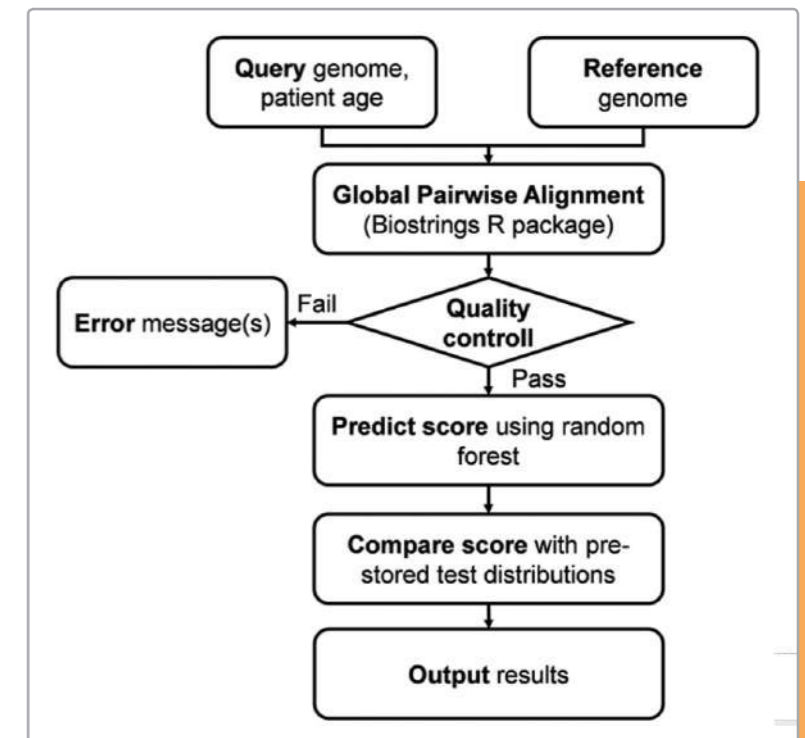 Query genome,
patient age
Reference
genome
Global Pairwise Alignment
(Biostrings R package)
Quality
controll
Fail
Error message(s)
Pass
Predict score using random
forest
Compare score with pre-
stored test distributions
Output results